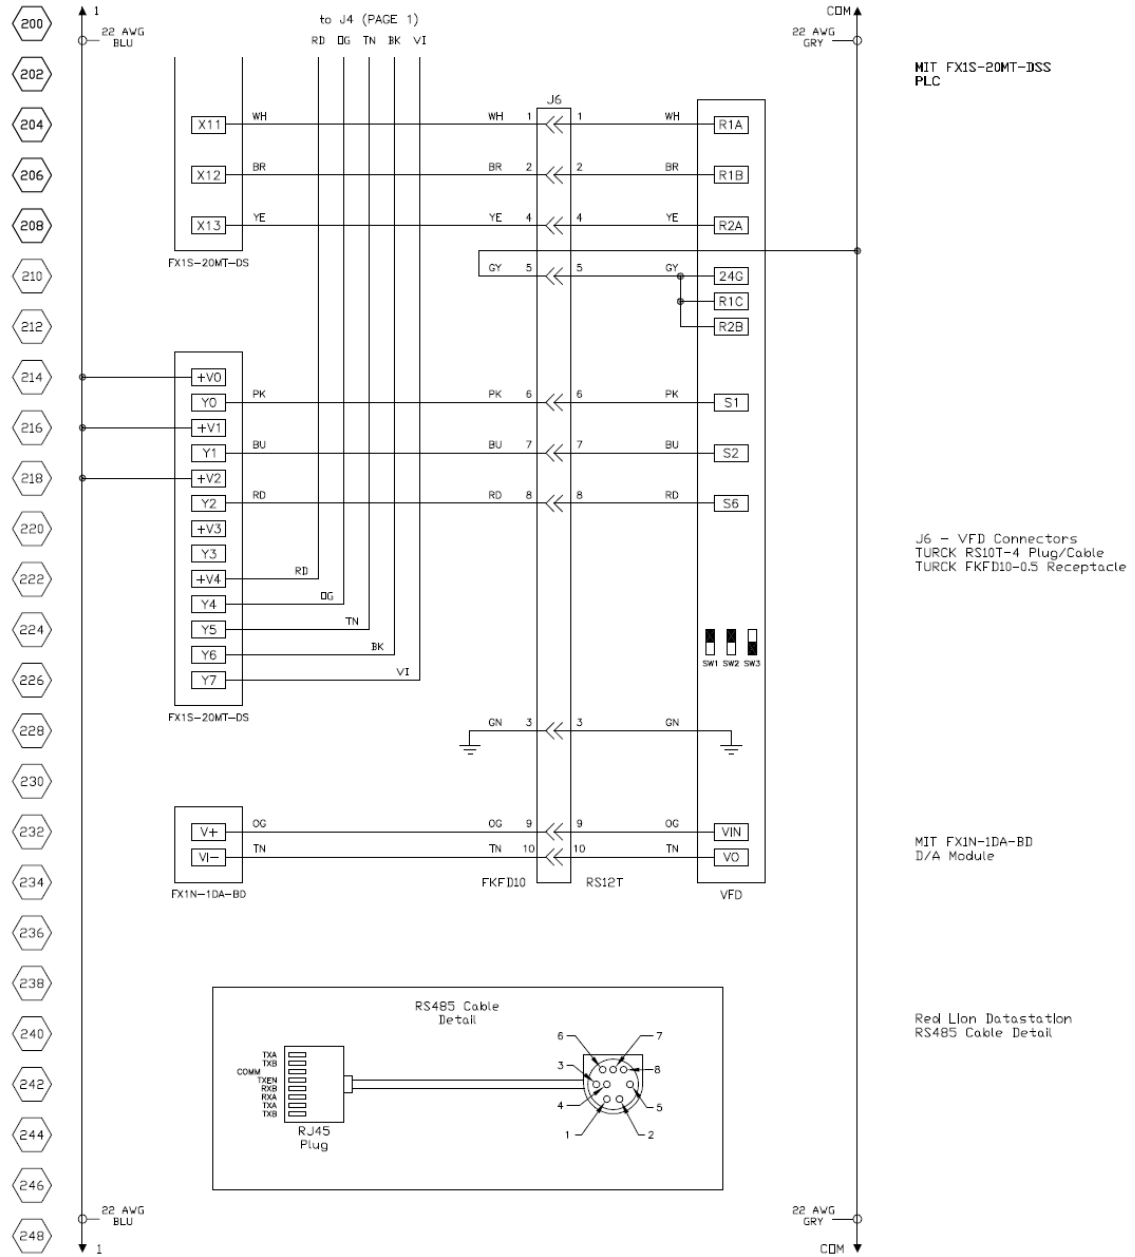 200
1
22 AWG
BLU
to J4 (PAGE 1)
RD OG TN BK VI
COM
22 AWG
GRY
202
MIT FX1S-20MT-DSS
PLC
J6
204
X11 WH WH 1 1 WH R1A
206
X12 BR BR 2 2 BR R1B
208
X13 YE YE 4 4 YE R2A
FX1S-20MT-DS
210
GY 5 5 GY 24G
R1C
212
R2B
214
+V0
Y0 PK PK 6 6 PK S1
216
+V1
Y1 BU BU 7 7 BU S2
218
+V2
Y2 RD RD 8 8 RD S6
220
+V3
Y3
J6 - VFD Connectors
TURCK RS10T-4 Plug/Cable
TURCK FKFD10-0.5 Receptacle
222
+V4 RD
Y4 OG
224
Y5 TN
Y6 BK
SW1 SW2 SW3
226
Y7 VI
FX1S-20MT-DS
228
GN 3 3 GN
230
232
V+ OG OG 9 9 OG VIN
VI- TN TN 10 10 TN VO
MIT FX1N-1DA-BD
D/A Module
234
FKFD10 RS12T
FX1N-1DA-BD
VFD
236
238
RS485 Cable
Detail
Red Lion Datastation
RS485 Cable Detail
240
6 7
TXA
TXB
COMM
TXEN
RXB
RXA
TXA
TXB
3 8
242
4 5
RJ45
Plug
1 2
244
246
22 AWG
BLU
22 AWG
GRY
248
1
COM